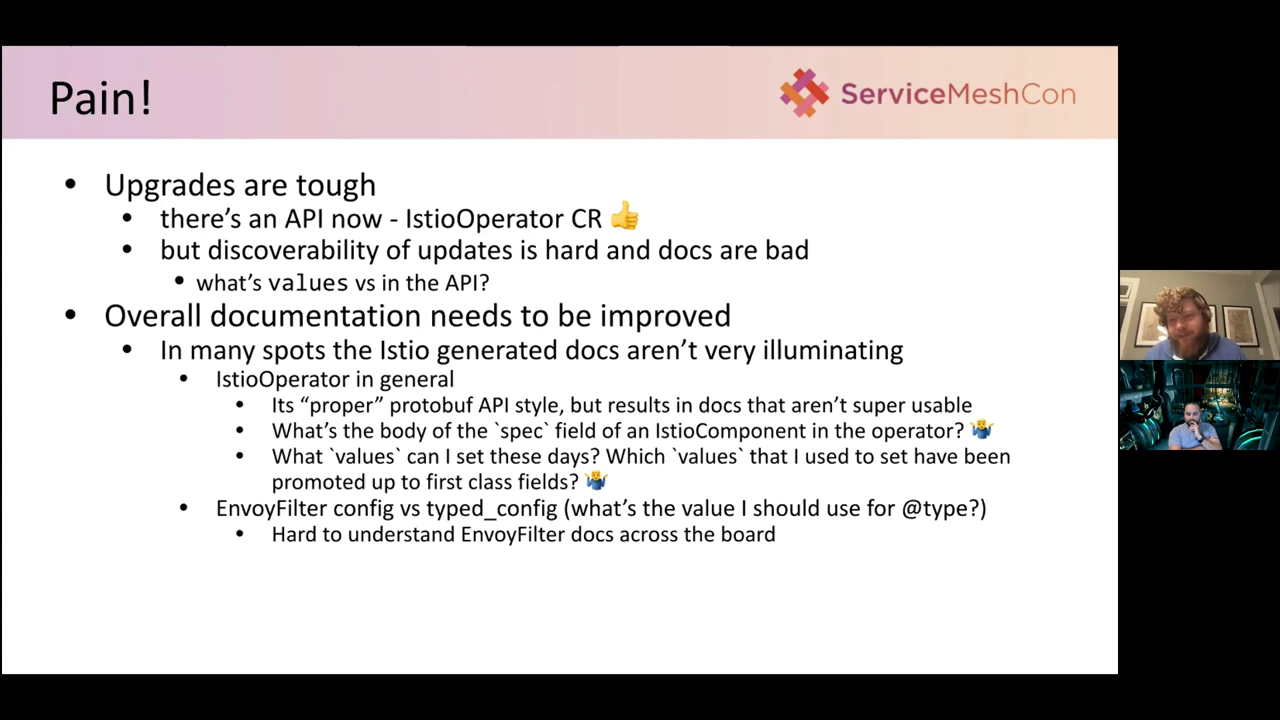 Pain!
ServiceMeshCon
• Upgrades are tough
• there’s an API now - IstioOperator CR 👍
• but discoverability of updates is hard and docs are bad
• what’s values vs in the API?
• Overall documentation needs to be improved
• In many spots the Istio generated docs aren’t very illuminating
• IstioOperator in general
• Its “proper” protobuf API style, but results in docs that aren’t super usable
• What’s the body of the `spec` field of an IstioComponent in the operator? 🤷‍♂️
• What `values` can I set these days? Which `values` that I used to set have been
promoted up to first class fields? 🤷‍♂️
• EnvoyFilter config vs typed_config (what’s the value I should use for @type?)
• Hard to understand EnvoyFilter docs across the board